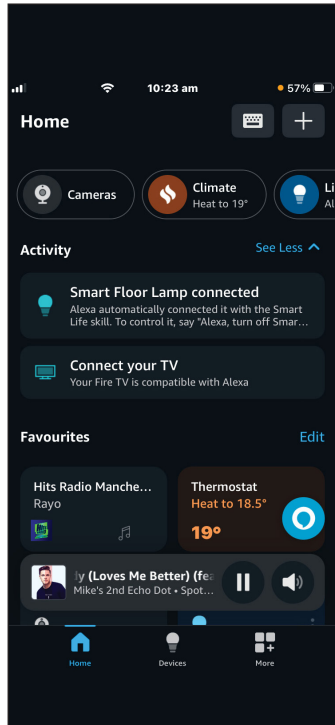 10:23 am
57%
Home
Cameras
Climate
Heat to 19°
Li
Al
Activity
See Less
Smart Floor Lamp connected
Alexa automatically connected it with the Smart
Life skill. To control it, say "Alexa, turn off Smar...
Connect your TV
Your Fire TV is compatible with Alexa
Favourites
Edit
Hits Radio Manche...
Rayo
Thermostat
Heat to 18.5°
19°
ly (Loves Me Better) (fea
Mike's 2nd Echo Dot • Spot...
Home
Devices
More